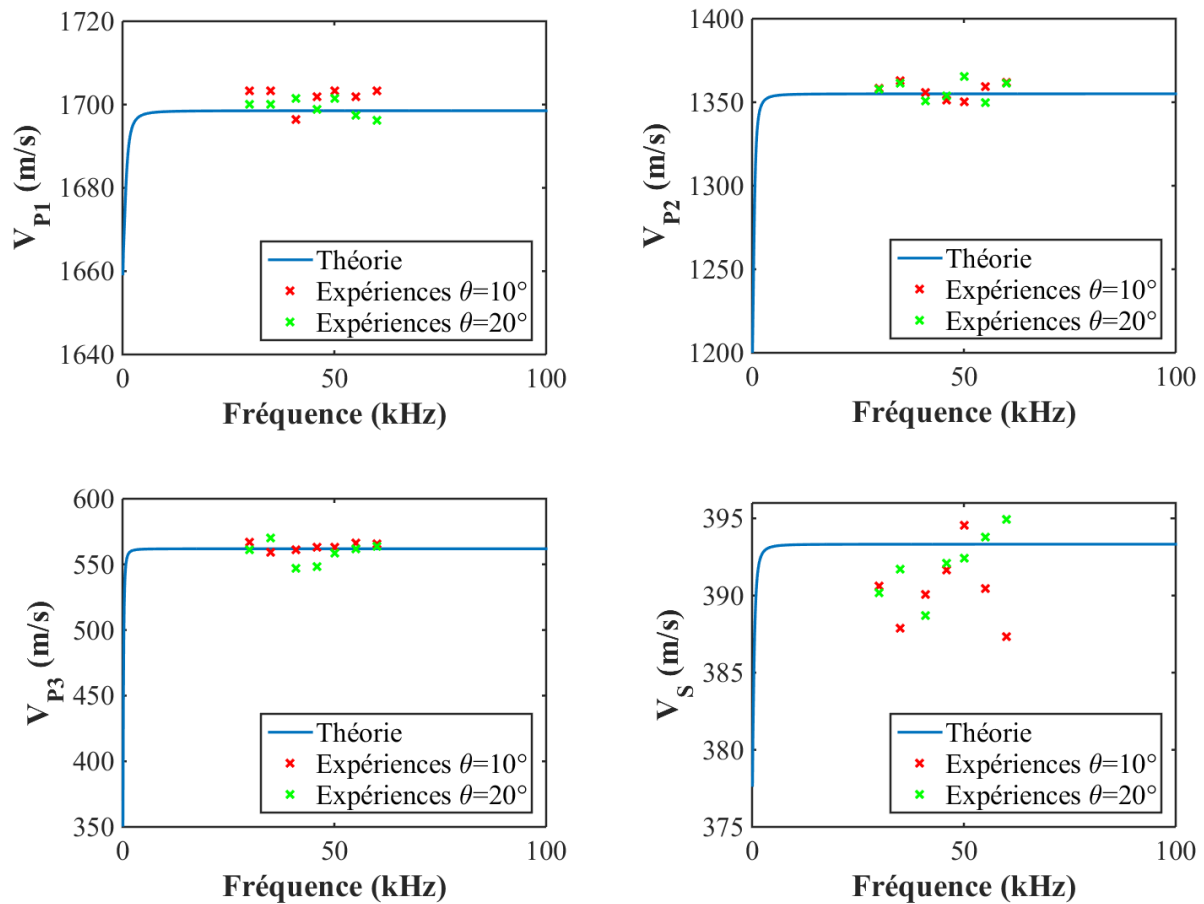 1720
1700
1680
1660
1640
V_P1 (m/s)
Théorie
Expériences θ=10°
Expériences θ=20°
0 50 100
Fréquence (kHz)
1400
1350
1300
1250
1200
V_P2 (m/s)
Théorie
Expériences θ=10°
Expériences θ=20°
0 50 100
Fréquence (kHz)
600
550
500
450
400
350
V_P3 (m/s)
Théorie
Expériences θ=10°
Expériences θ=20°
0 50 100
Fréquence (kHz)
395
390
385
380
375
V_S (m/s)
Théorie
Expériences θ=10°
Expériences θ=20°
0 50 100
Fréquence (kHz)